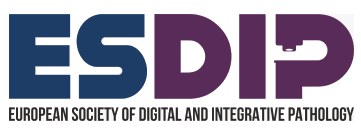 ESDIP
EUROPEAN SOCIETY OF DIGITAL AND INTEGRATIVE PATHOLOGY